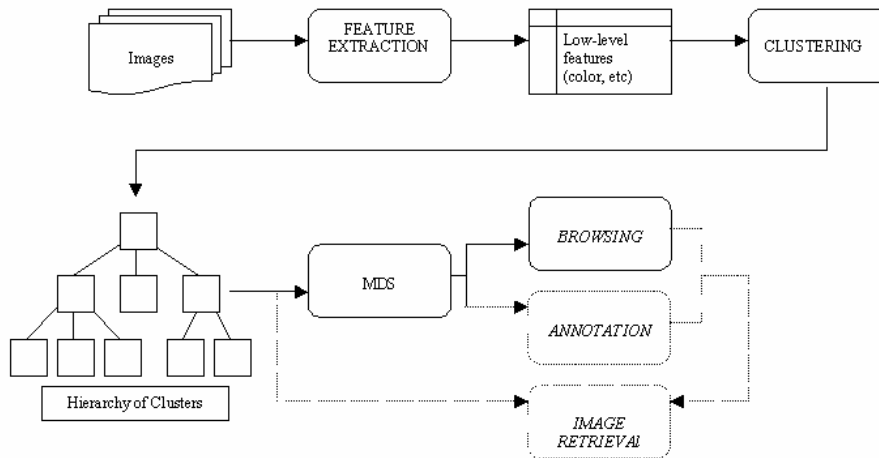 Images
FEATURE
EXTRACTION
Low-level
features
(color, etc)
CLUSTERING
Hierarchy of Clusters
MDS
BROWSING
ANNOTATION
IMAGE
RETRIEVAl